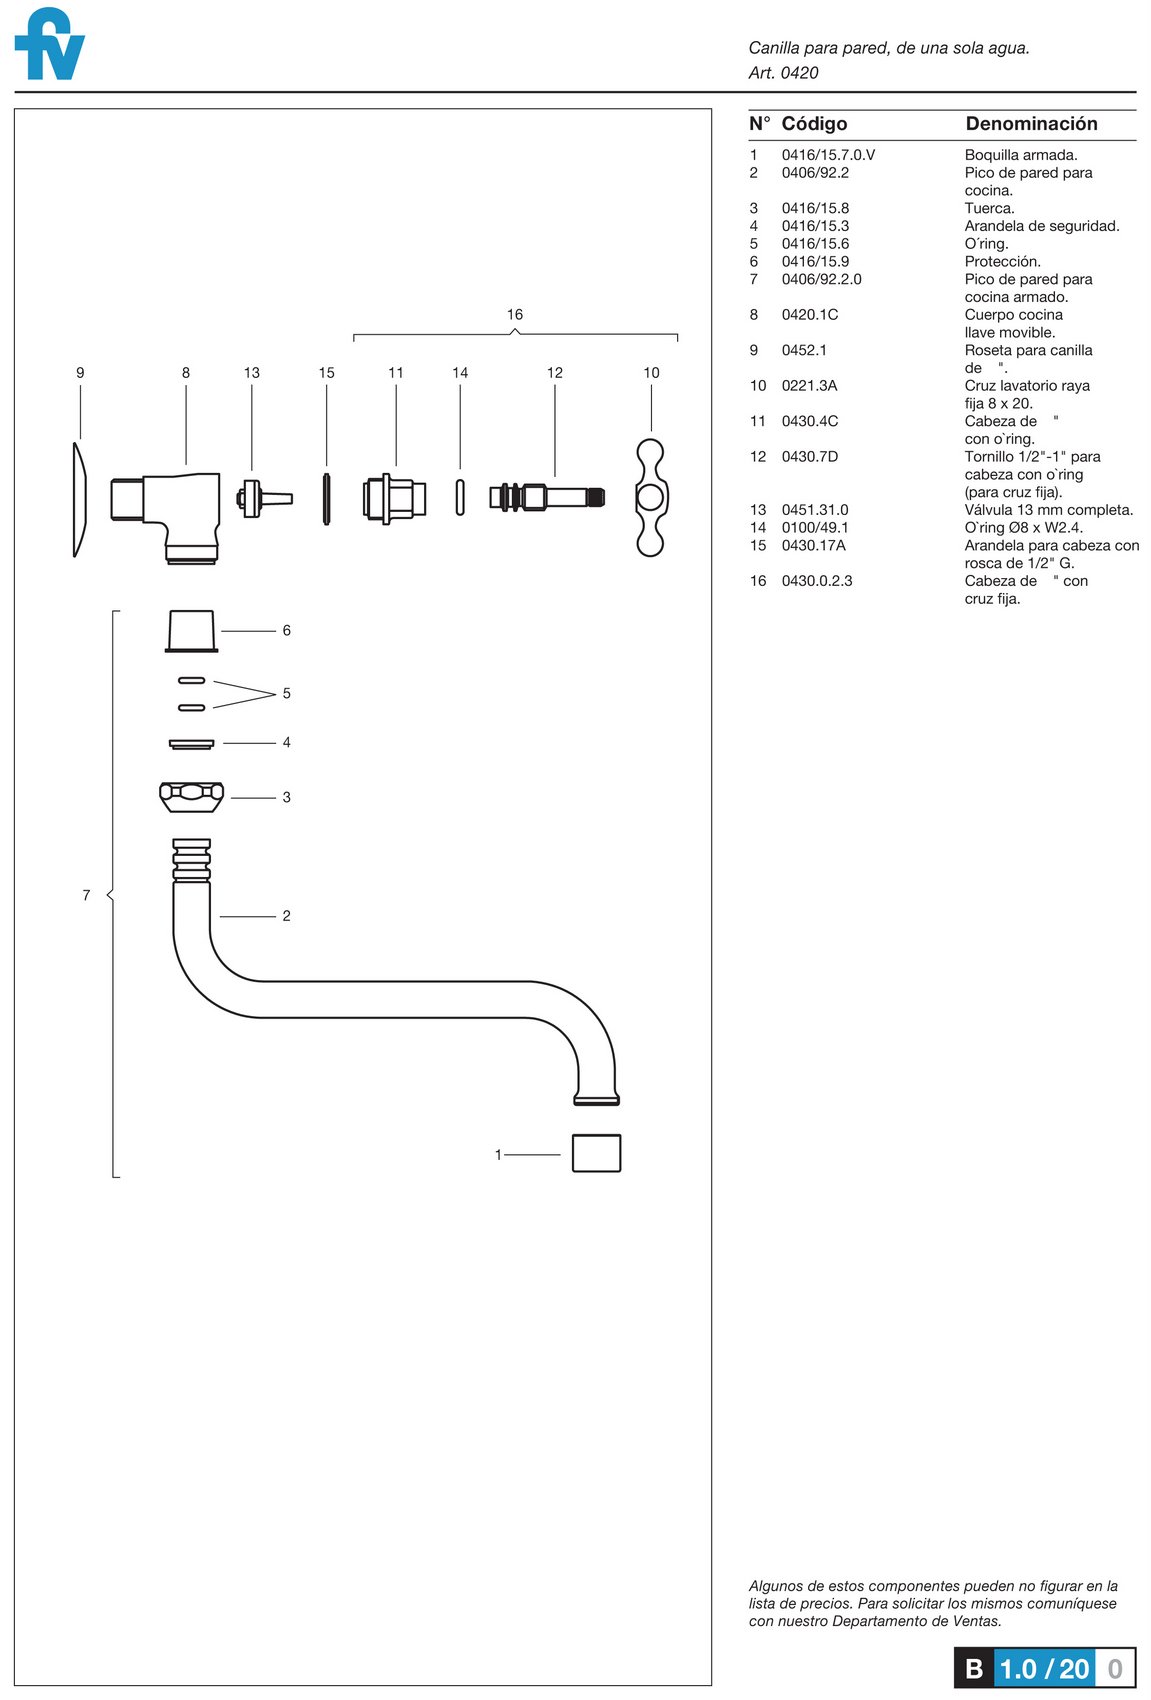 fv
Canilla para pared, de una sola agua.
Art. 0420
N° Código Denominación
1 0416/15.7.0.V Boquilla armada.
2 0406/92.2 Pico de pared para
cocina.
3 0416/15.8 Tuerca.
4 0416/15.3 Arandela de seguridad.
5 0416/15.6 O´ring.
6 0416/15.9 Protección.
7 0406/92.2.0 Pico de pared para
cocina armado.
8 0420.1C Cuerpo cocina
llave movible.
9 0452.1 Roseta para canilla
de ".
10 0221.3A Cruz lavatorio raya
fija 8 x 20.
11 0430.4C Cabeza de "
con o`ring.
12 0430.7D Tornillo 1/2"-1" para
cabeza con o`ring
(para cruz fija).
13 0451.31.0 Válvula 13 mm completa.
14 0100/49.1 O`ring Ø8 x W2.4.
15 0430.17A Arandela para cabeza con
rosca de 1/2" G.
16 0430.0.2.3 Cabeza de " con
cruz fija.
16
9 8 13 15 11 14 12 10
6
5
4
3
7
2
1
Algunos de estos componentes pueden no figurar en la
lista de precios. Para solicitar los mismos comuníquese
con nuestro Departamento de Ventas.
B 1.0 / 20 0